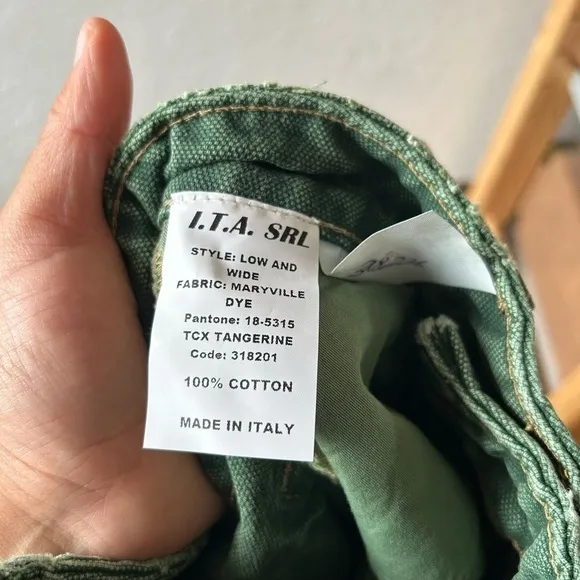 I.T.A. SRL
STYLE: LOW AND
WIDE
FABRIC: MARYVILLE
DYE
Pantone: 18-5315
TCX TANGERINE
Code: 318201
100% COTTON
MADE IN ITALY